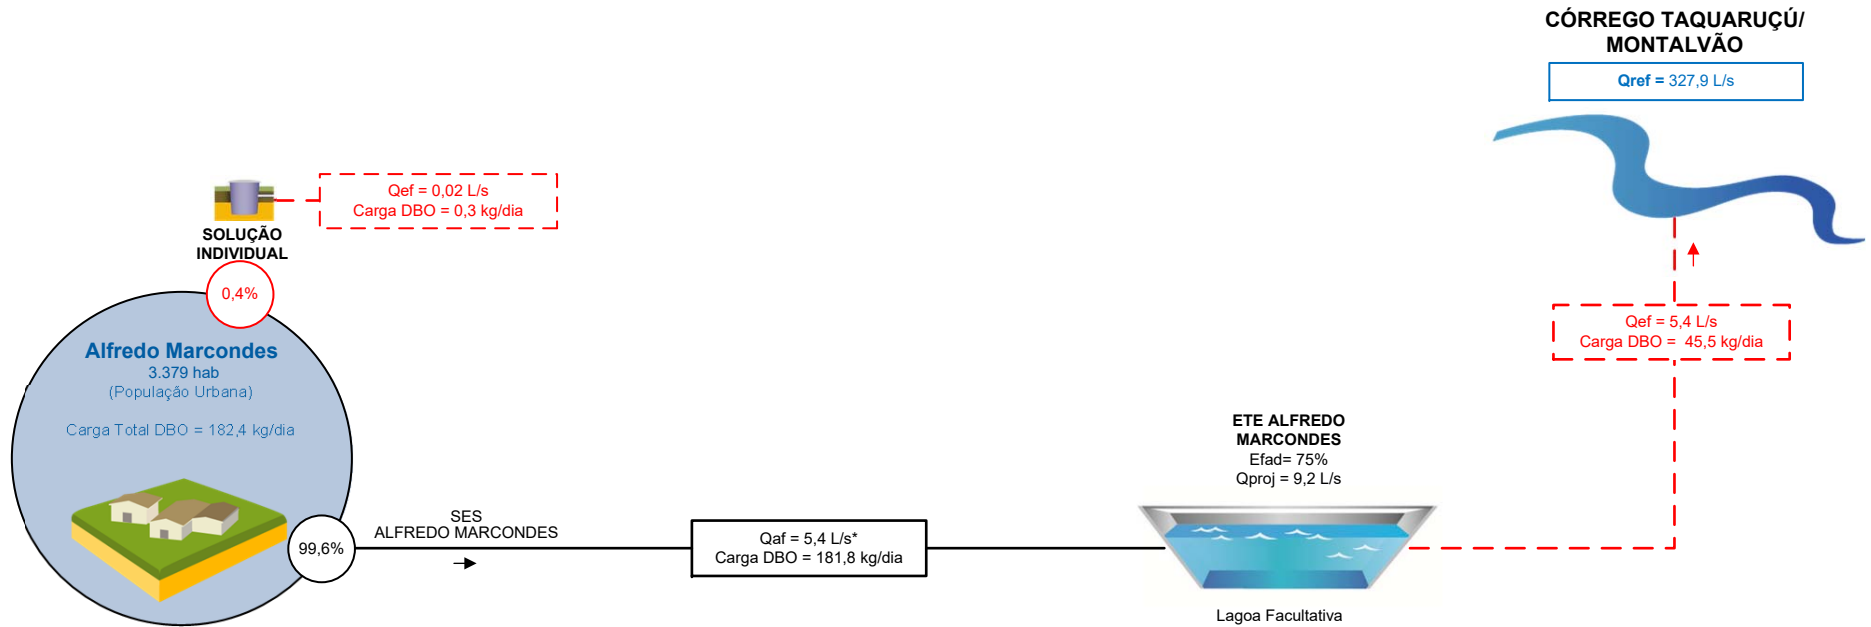 CÓRREGO TAQUARUÇÚ/
MONTALVÃO
Qref = 327,9 L/s
Qef = 0,02 L/s
Carga DBO = 0,3 kg/dia
SOLUÇÃO
INDIVIDUAL
0,4%
Alfredo Marcondes
3.379 hab
(População Urbana)
Carga Total DBO = 182,4 kg/dia
99,6%
SES
ALFREDO MARCONDES
Qaf = 5,4 L/s*
Carga DBO = 181,8 kg/dia
ETE ALFREDO
MARCONDES
Efad= 75%
Qproj = 9,2 L/s
Lagoa Facultativa
Qef = 5,4 L/s
Carga DBO =  45,5 kg/dia